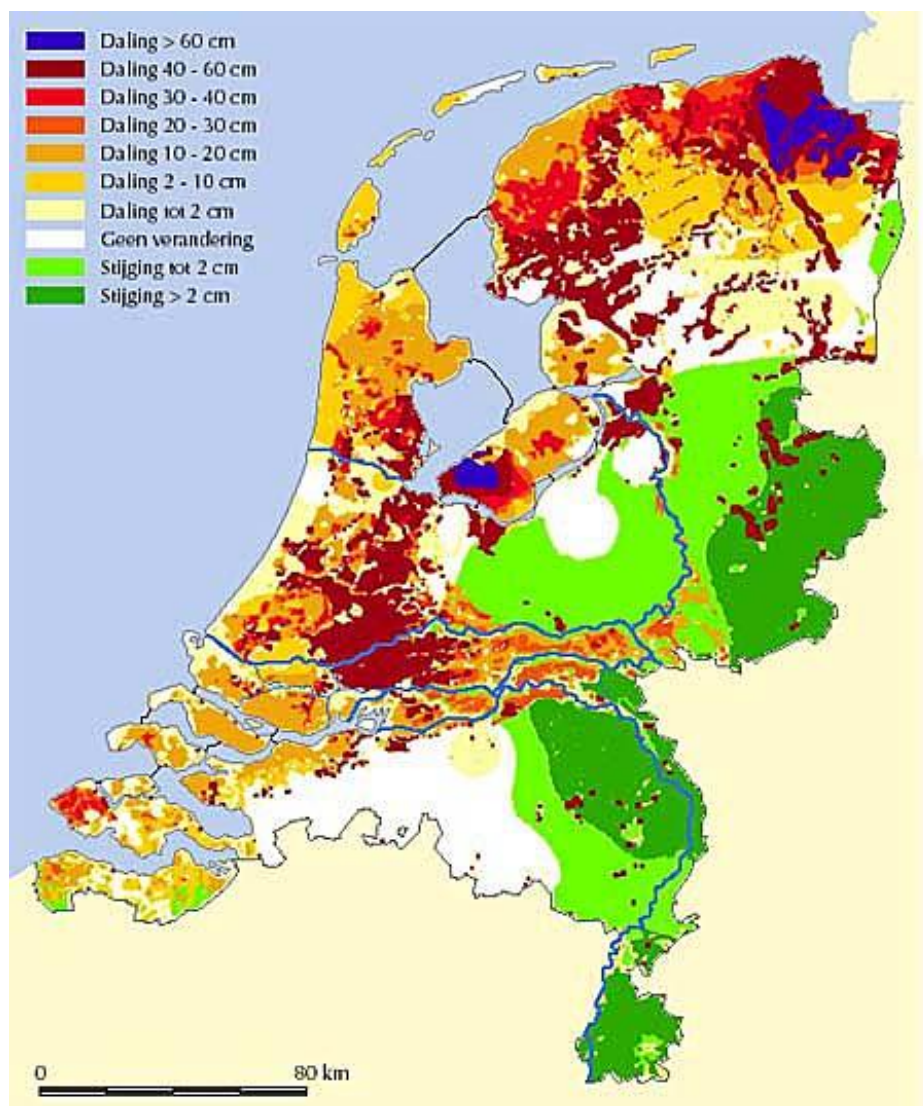 Daling > 60 cm
Daling 40 - 60 cm
Daling 30 - 40 cm
Daling 20 - 30 cm
Daling 10 - 20 cm
Daling 2 - 10 cm
Daling tot 2 cm
Geen verandering
Stijging tot 2 cm
Stijging > 2 cm
0 80 km